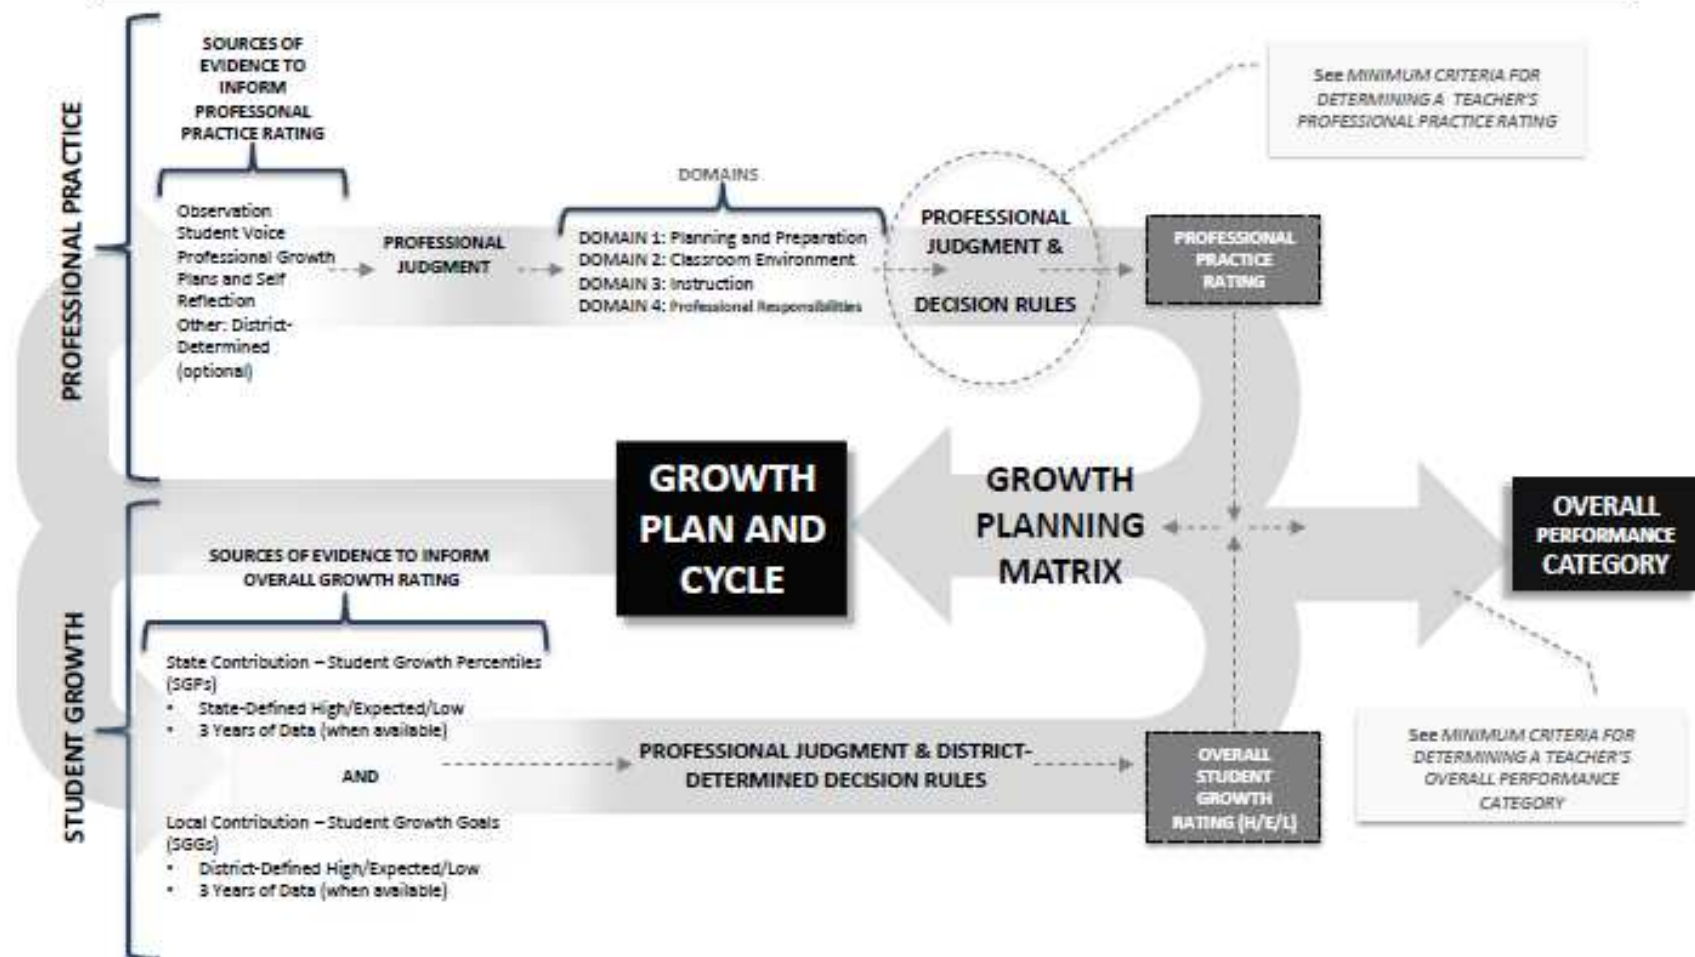 PROFESSIONAL PRACTICE
SOURCES OF
EVIDENCE TO
INFORM
PROFESSONAL
PRACTICE RATING
Observation
Student Voice
Professional Growth
Plans and Self
Reflection
Other: District-
Determined
(optional)
PROFESSIONAL
JUDGMENT
DOMAINS
DOMAIN 1: Planning and Preparation
DOMAIN 2: Classroom Environment
DOMAIN 3: Instruction
DOMAIN 4: Professional Responsibilities
PROFESSIONAL
JUDGMENT &
DECISION RULES
See MINIMUM CRITERIA FOR
DETERMINING A TEACHER'S
PROFESSIONAL PRACTICE RATING
PROFESSIONAL
PRACTICE
RATING
GROWTH
PLAN AND
CYCLE
GROWTH
PLANNING
MATRIX
OVERALL
PERFORMANCE
CATEGORY
STUDENT GROWTH
SOURCES OF EVIDENCE TO INFORM
OVERALL GROWTH RATING
State Contribution – Student Growth Percentiles
(SGPs)
• State-Defined High/Expected/Low
• 3 Years of Data (when available)
AND
Local Contribution – Student Growth Goals
(SGGs)
• District-Defined High/Expected/Low
• 3 Years of Data (when available)
PROFESSIONAL JUDGMENT & DISTRICT-
DETERMINED DECISION RULES
OVERALL
STUDENT
GROWTH
RATING (H/E/L)
See MINIMUM CRITERIA FOR
DETERMINING A TEACHER'S
OVERALL PERFORMANCE
CATEGORY